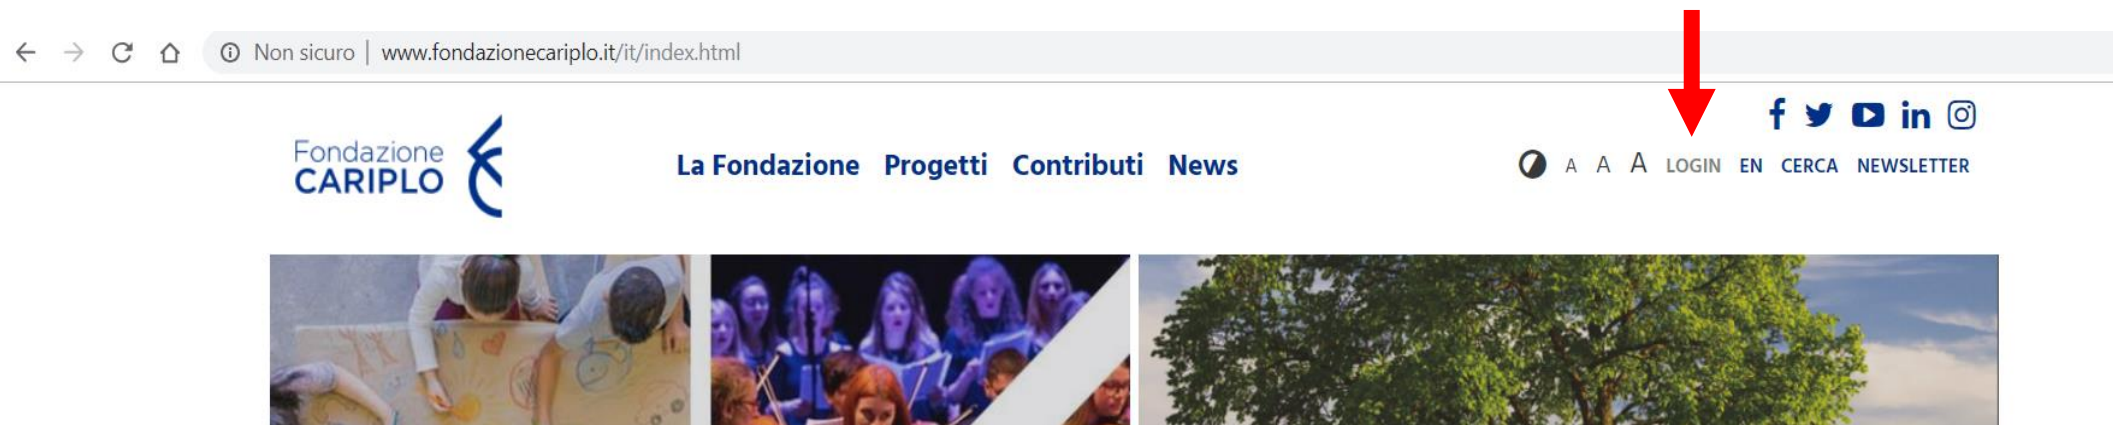 Non sicuro | www.fondazionecariplo.it/it/index.html
Fondazione
CARIPLO
La Fondazione Progetti Contributi News
A A A LOGIN EN CERCA NEWSLETTER